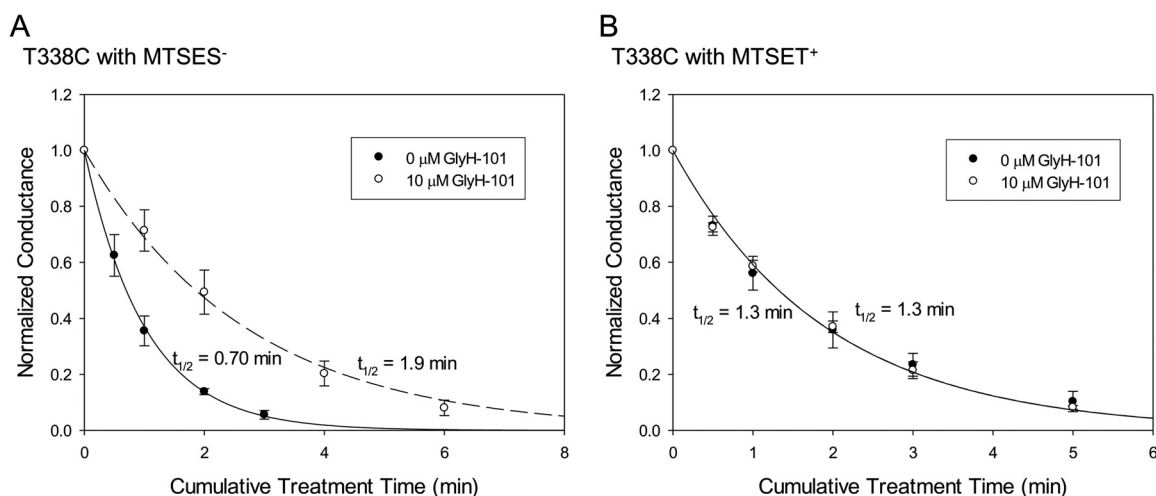 A
T338C with MTSES⁻
1.2
1.0
0.8
0.6
0.4
0.2
0.0
Normalized Conductance
0 μM GlyH-101
10 μM GlyH-101
t1/2 = 0.70 min
t1/2 = 1.9 min
0 2 4 6 8
Cumulative Treatment Time (min)
B
T338C with MTSET⁺
1.2
1.0
0.8
0.6
0.4
0.2
0.0
Normalized Conductance
0 μM GlyH-101
10 μM GlyH-101
t1/2 = 1.3 min
t1/2 = 1.3 min
0 1 2 3 4 5 6
Cumulative Treatment Time (min)